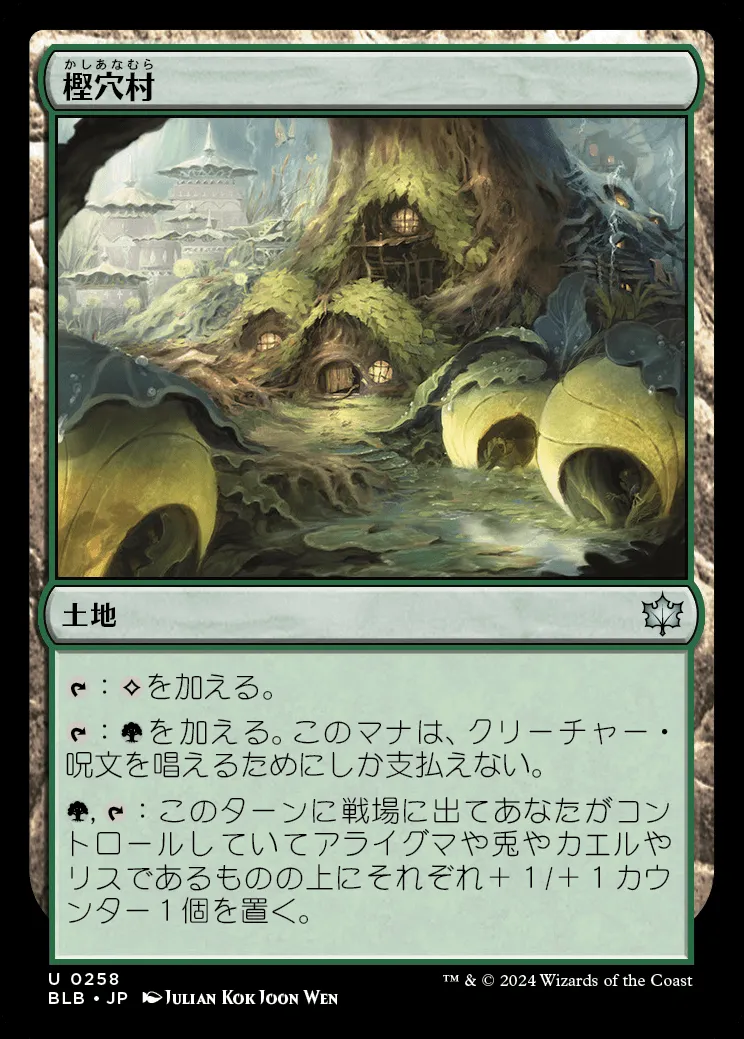 かしあなむら
樫穴村
土地
：を加える。
：を加える。このマナは、クリーチャー・
呪文を唱えるためにしか支払えない。
, ：このターンに戦場に出てあなたがコン
トロールしていてアライグマや兎やカエルや
リスであるものの上にそれぞれ＋１/＋１カウ
ンター１個を置く。
U 0258
BLB • JP Julian Kok Joon Wen
™ & © 2024 Wizards of the Coast